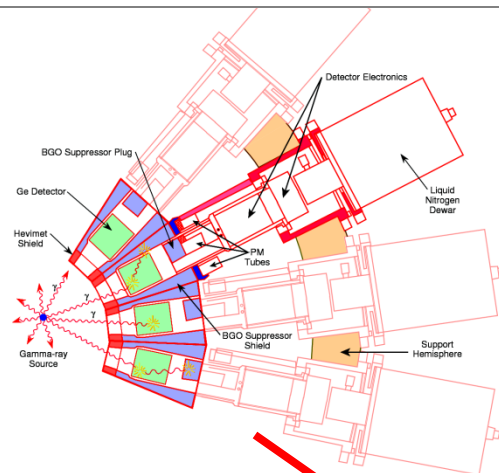 Detector Electronics
BGO Suppressor Plug
Ge Detector
Hevimet
Shield
Liquid
Nitrogen
Dewar
PM
Tubes
γ
γ
γ
BGO Suppressor
Shield
Gamma-ray
Source
Support
Hemisphere